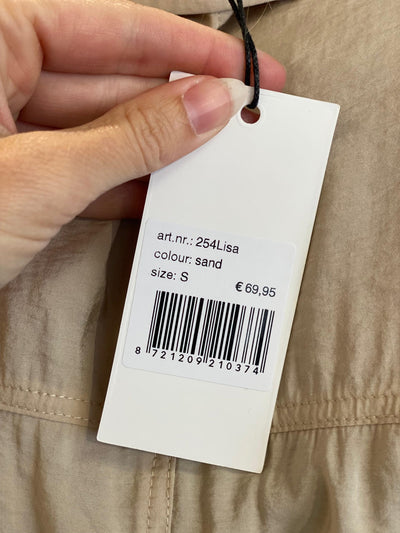 art.nr.: 254Lisa
colour: sand
size: S
€ 69,95
8 721209 210374